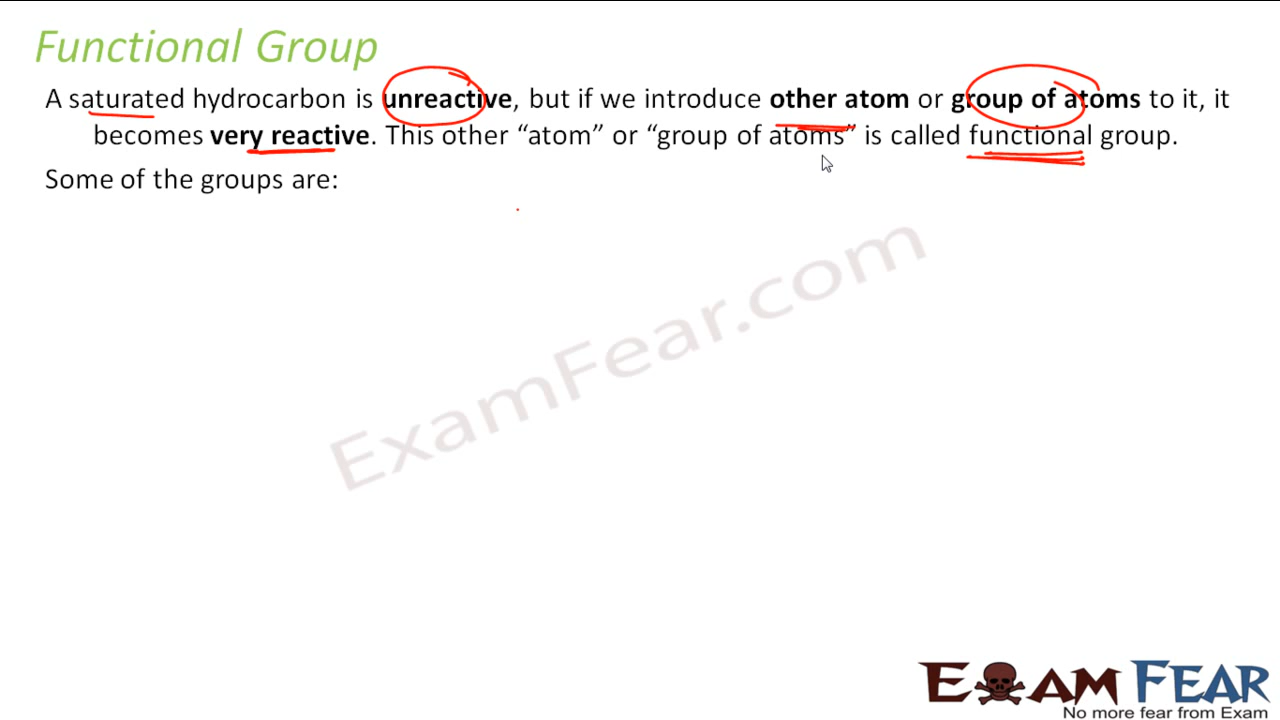 Functional Group
A saturated hydrocarbon is unreactive, but if we introduce other atom or group of atoms to it, it
becomes very reactive. This other “atom” or “group of atoms” is called functional group.
Some of the groups are:
ExamFear.com
EXAM FEAR
No more fear from Exam